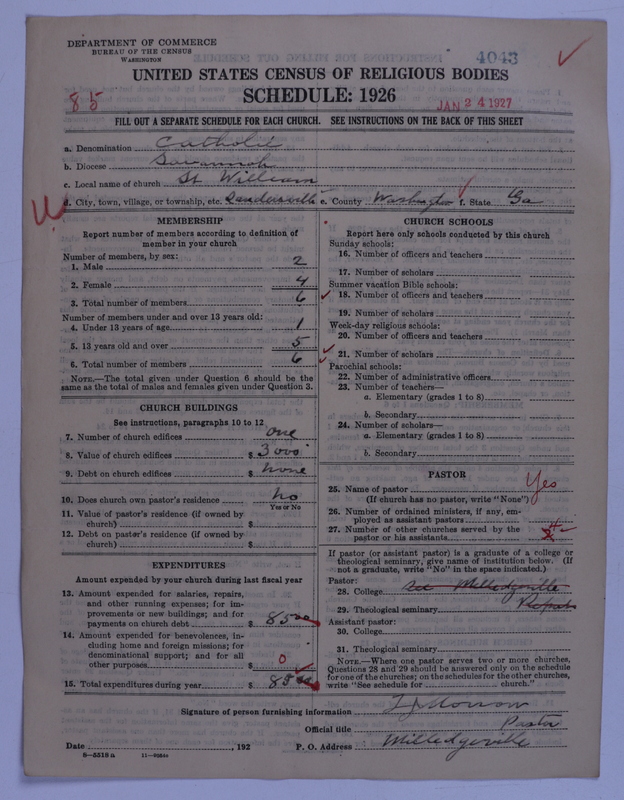 DEPARTMENT OF COMMERCE
BUREAU OF THE CENSUS
WASHINGTON
4043
UNITED STATES CENSUS OF RELIGIOUS BODIES
85
SCHEDULE: 1926
JAN 24 1927
FILL OUT A SEPARATE SCHEDULE FOR EACH CHURCH. SEE INSTRUCTIONS ON THE BACK OF THIS SHEET
a. Denomination Catholic
b. Diocese Savannah
c. Local name of church St William
d. City, town, village, or township, etc. Sandersville e. County Washington f. State Ga
MEMBERSHIP
Report number of members according to definition of
member in your church
Number of members, by sex:
1. Male 2
2. Female 4
3. Total number of members 6
Number of members under and over 13 years old:
4. Under 13 years of age 1
5. 13 years old and over 5
6. Total number of members 6
NOTE.—The total given under Question 6 should be the
same as the total of males and females given under Question 3.
CHURCH BUILDINGS
See instructions, paragraphs 10 to 12
7. Number of church edifices one
8. Value of church edifices $ 3000
9. Debt on church edifices $ none
10. Does church own pastor's residence no
Yes or No
11. Value of pastor's residence (if owned by
church) $
12. Debt on pastor's residence (if owned by
church) $
EXPENDITURES
Amount expended by your church during last fiscal year
13. Amount expended for salaries, repairs,
and other running expenses; for im-
provements or new buildings; and for
payments on church debt $ 85 00
14. Amount expended for benevolences, in-
cluding home and foreign missions; for
denominational support; and for all
other purposes $ 0
15. Total expenditures during year $ 85 00
CHURCH SCHOOLS
Report here only schools conducted by this church
Sunday schools:
16. Number of officers and teachers
17. Number of scholars
Summer vacation Bible schools:
18. Number of officers and teachers
19. Number of scholars
Week-day religious schools:
20. Number of officers and teachers
21. Number of scholars
Parochial schools:
22. Number of administrative officers
23. Number of teachers—
a. Elementary (grades 1 to 8)
b. Secondary
24. Number of scholars—
a. Elementary (grades 1 to 8)
b. Secondary
PASTOR
25. Name of pastor Yes
(If church has no pastor, write "None")
26. Number of ordained ministers, if any, em-
ployed as assistant pastors
27. Number of other churches served by the
pastor or his assistants 4
If pastor (or assistant pastor) is a graduate of a college or
theological seminary, give name of institution below. (If
not a graduate, write "No" in the space indicated.)
Pastor:
28. College See Milledgeville
29. Theological seminary
Assistant pastor:
30. College
31. Theological seminary
NOTE.—Where one pastor serves two or more churches,
Questions 28 and 29 should be answered only on the schedule
for one of the churches; on the schedules for the other churches,
write "See schedule for church."
Signature of person furnishing information T J Morrow
Official title Pastor
Date , 192 P. O. Address Milledgeville
8—5518 a